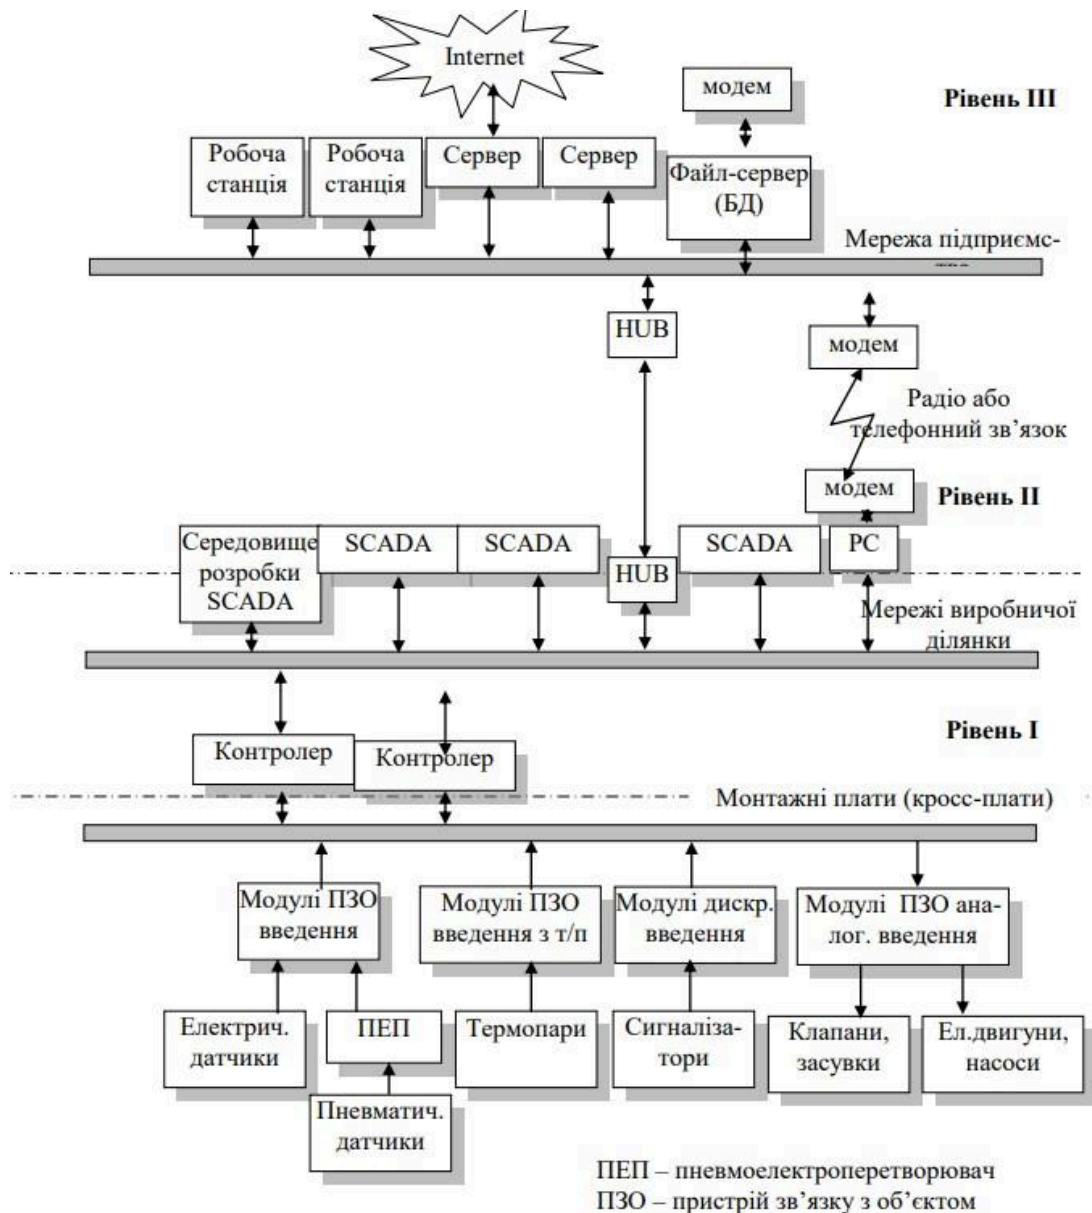 Internet
модем
Рівень III
Робоча
станція
Робоча
станція
Сервер
Сервер
Файл-сервер
(БД)
Мережа підприємс-
HUB
модем
Радіо або
телефонний зв’язок
модем
Рівень II
Середовище
розробки
SCADA
SCADA
SCADA
HUB
SCADA
PC
Мережі виробничої
ділянки
Рівень I
Контролер
Контролер
Монтажні плати (кросс-плати)
Модулі ПЗО
введення
Модулі ПЗО
введення з т/п
Модулі дискр.
введення
Модулі ПЗО ана-
лог. введення
Електрич.
датчики
ПЕП
Термопари
Сигналіза-
тори
Клапани,
засувки
Ел.двигуни,
насоси
Пневматич.
датчики
ПЕП – пневмоелектроперетворювач
ПЗО – пристрій зв’язку з об’єктом